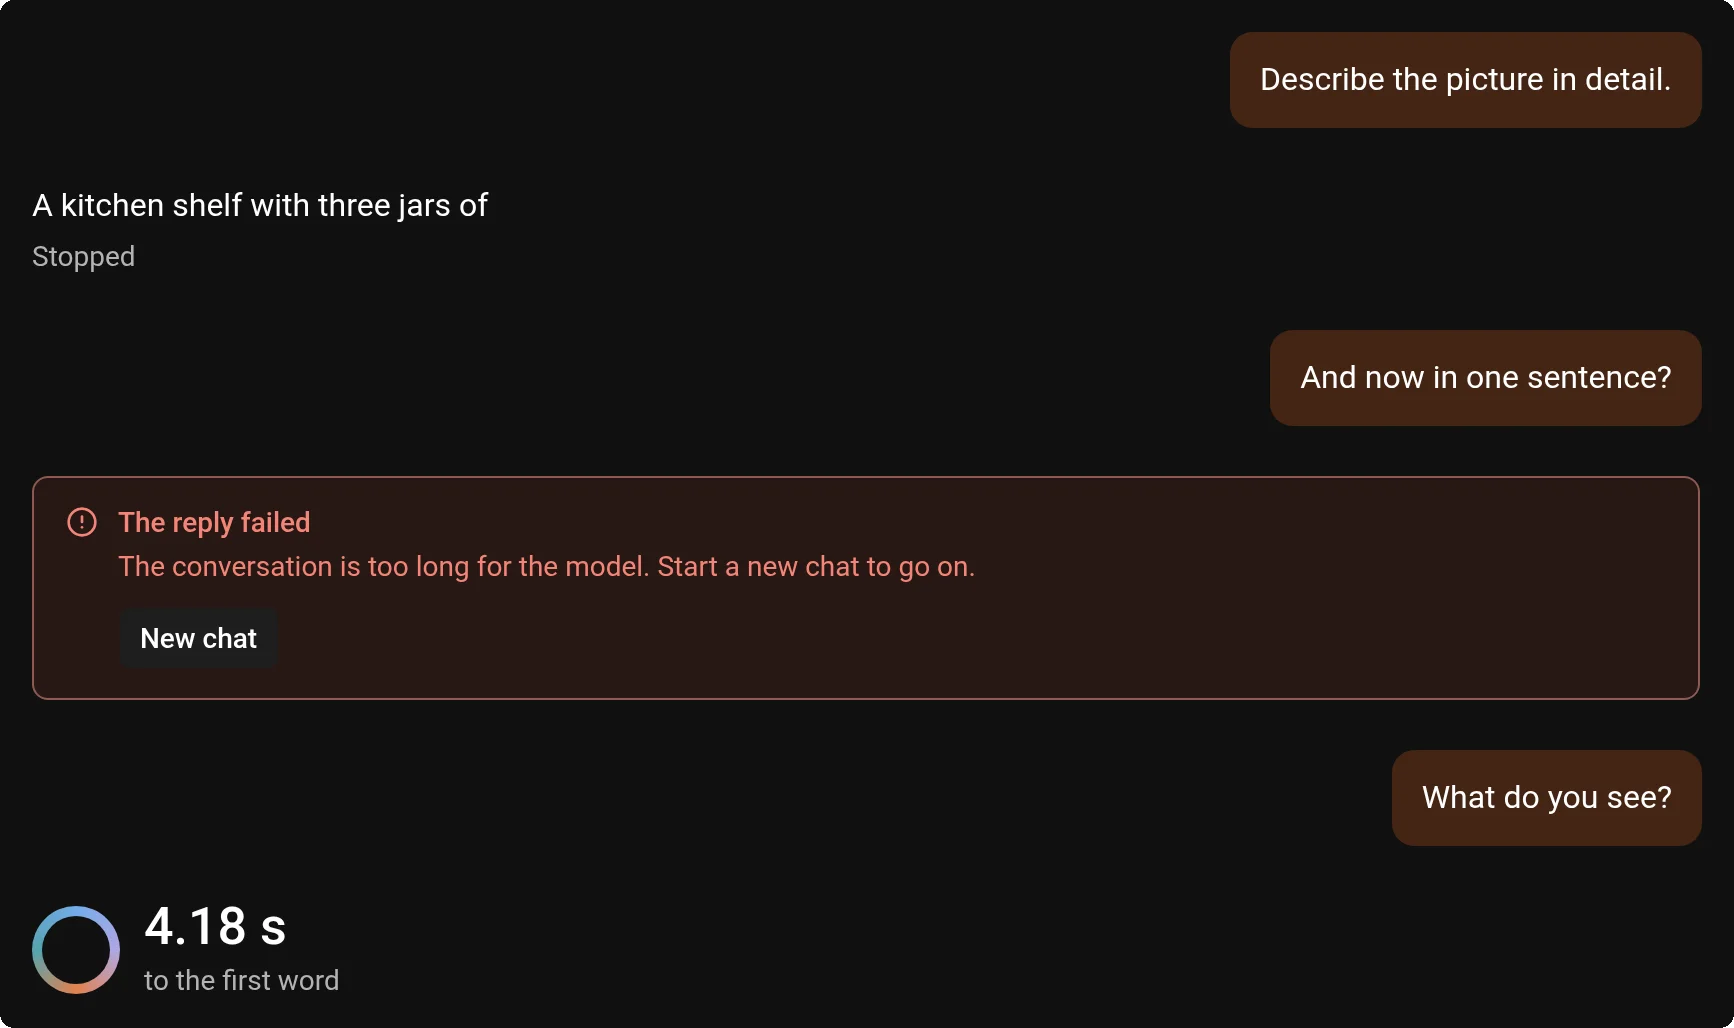 Describe the picture in detail.
A kitchen shelf with three jars of
Stopped
And now in one sentence?
The reply failed
The conversation is too long for the model. Start a new chat to go on.
New chat
What do you see?
4.18 s
to the first word